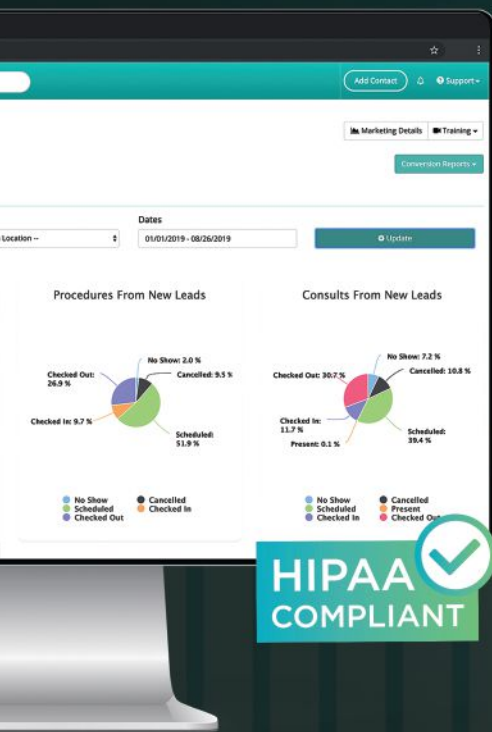 Add Contact
Support
Marketing Details
Training
Conversion Reports
Location --
Dates
01/01/2019 - 08/26/2019
Update
Procedures From New Leads
No Show: 2.0 %
Checked Out:
26.9 %
Cancelled: 9.5 %
Checked In: 9.7 %
Scheduled:
51.9 %
No Show
Cancelled
Scheduled
Checked In
Checked Out
Consults From New Leads
No Show: 7.2 %
Checked Out: 30.7 %
Cancelled: 10.8 %
Checked In:
11.7 %
Present: 0.1 %
Scheduled:
39.4 %
No Show
Cancelled
Scheduled
Present
Checked In
Checked Out
HIPAA
COMPLIANT